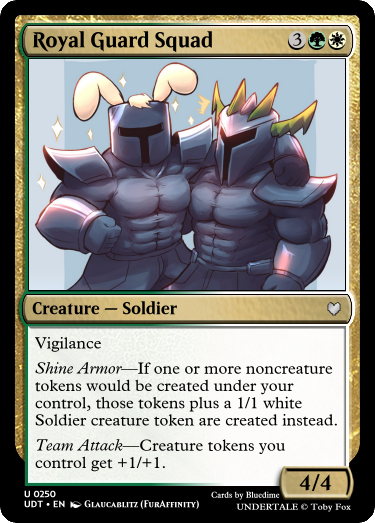 Royal Guard Squad 3
Creature — Soldier
Vigilance
Shine Armor—If one or more noncreature
tokens would be created under your
control, those tokens plus a 1/1 white
Soldier creature token are created instead.
Team Attack—Creature tokens you
control get +1/+1.
4/4
U 0250
UDT • EN Glaucablitz (FurAffinity)
Cards by Bluedime
UNDERTALE © Toby Fox